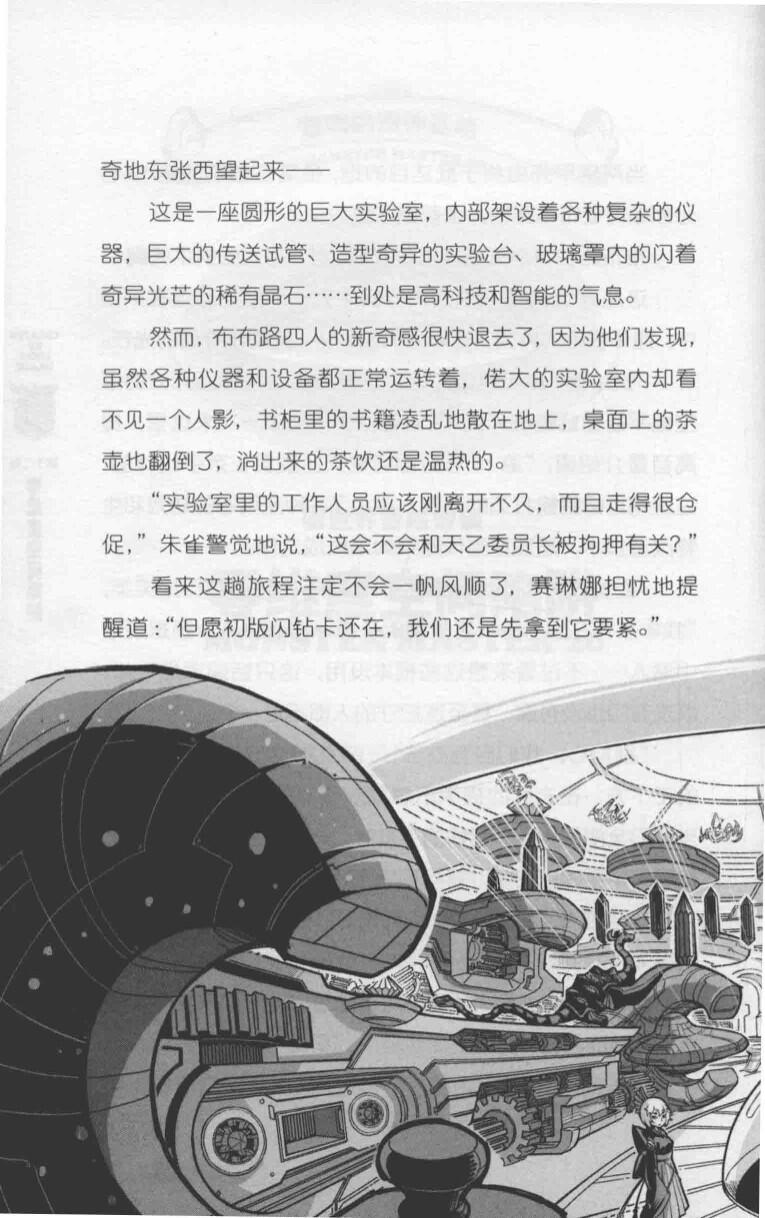 奇地东张西望起来
这是一座圆形的巨大实验室，内部架设着各种复杂的仪
器，巨大的传送试管、造型奇异的实验台、玻璃罩内的闪着
奇异光芒的稀有晶石……到处是高科技和智能的气息。
然而，布布路四人的新奇感很快退去了，因为他们发现，
虽然各种仪器和设备都正常运转着，偌大的实验室内却看
不见一个人影，书柜里的书籍凌乱地散在地上，桌面上的茶
壶也翻倒了，淌出来的茶饮还是温热的。
“实验室里的工作人员应该刚离开不久，而且走得很仓
促，”朱雀警觉地说，“这会不会和天乙委员长被拘押有关？”
看来这趟旅程注定不会一帆风顺了，赛琳娜担忧地提
醒道：“但愿初版闪钻卡还在，我们还是先拿到它要紧。”